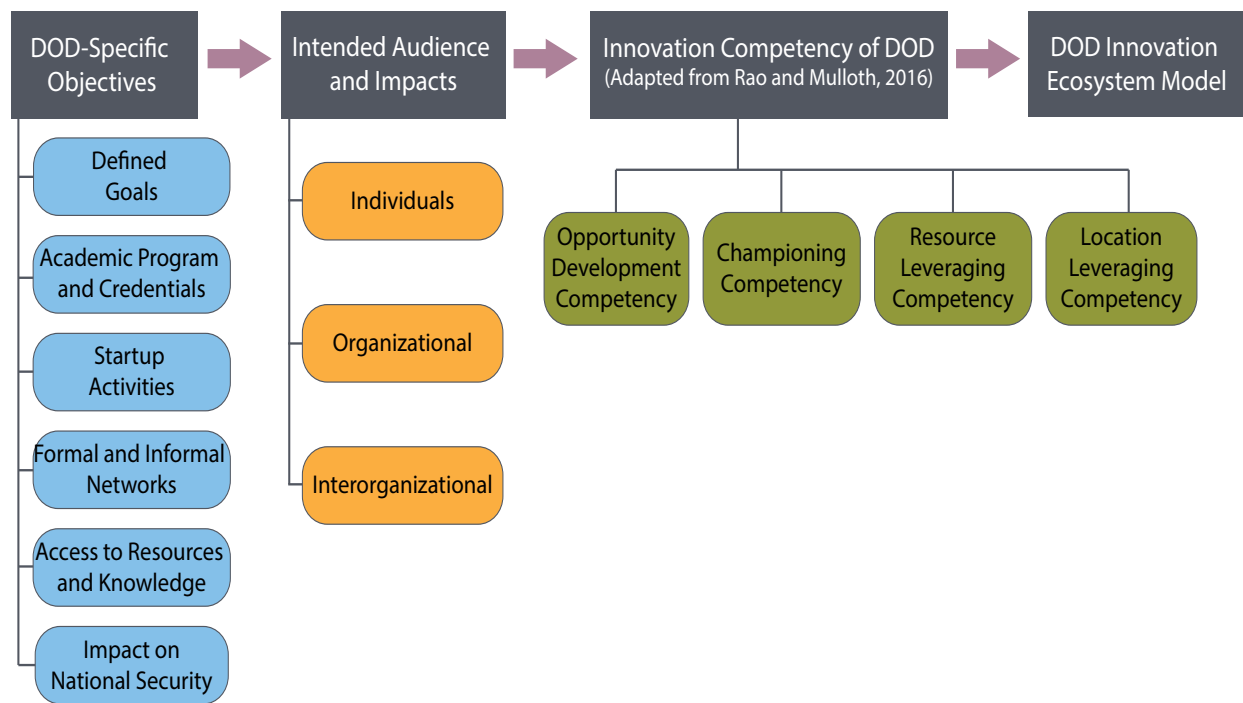 DOD-Specific
Objectives
Intended Audience
and Impacts
Innovation Competency of DOD
(Adapted from Rao and Mulloth, 2016)
DOD Innovation
Ecosystem Model
Defined
Goals
Academic Program
and Credentials
Startup
Activities
Formal and Informal
Networks
Access to Resources
and Knowledge
Impact on
National Security
Individuals
Organizational
Interorganizational
Opportunity
Development
Competency
Championing
Competency
Resource
Leveraging
Competency
Location
Leveraging
Competency